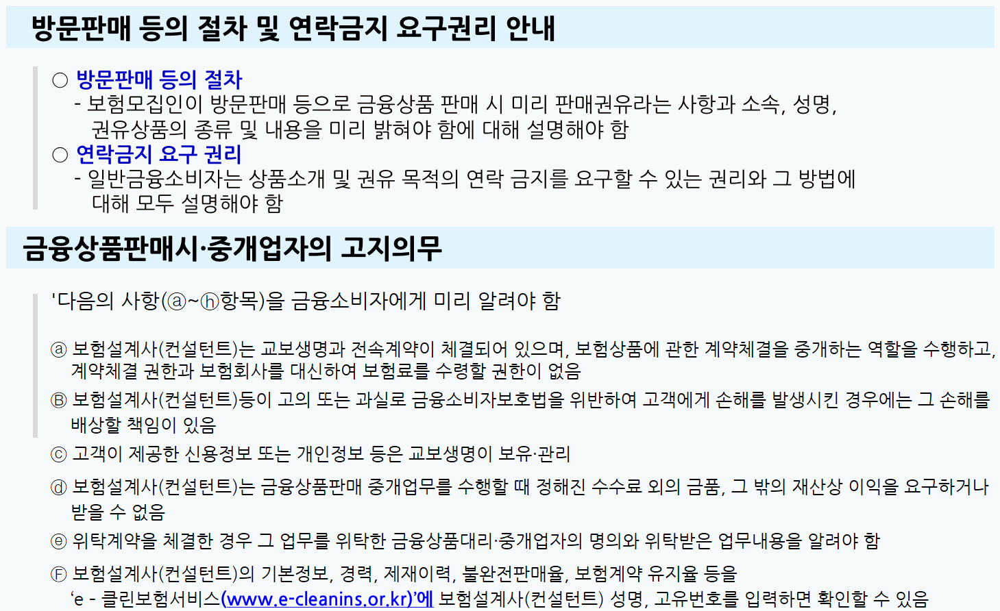 방문판매 등의 절차 및 연락금지 요구권리 안내
○ 방문판매 등의 절차
- 보험모집인이 방문판매 등으로 금융상품 판매 시 미리 판매권유라는 사항과 소속, 성명,
권유상품의 종류 및 내용을 미리 밝혀야 함에 대해 설명해야 함
○ 연락금지 요구 권리
- 일반금융소비자는 상품소개 및 권유 목적의 연락 금지를 요구할 수 있는 권리와 그 방법에
대해 모두 설명해야 함
금융상품판매시·중개업자의 고지의무
'다음의 사항(ⓐ~ⓗ항목)을 금융소비자에게 미리 알려야 함
ⓐ 보험설계사(컨설턴트)는 교보생명과 전속계약이 체결되어 있으며, 보험상품에 관한 계약체결을 중개하는 역할을 수행하고,
계약체결 권한과 보험회사를 대신하여 보험료를 수령할 권한이 없음
Ⓑ 보험설계사(컨설턴트)등이 고의 또는 과실로 금융소비자보호법을 위반하여 고객에게 손해를 발생시킨 경우에는 그 손해를
배상할 책임이 있음
ⓒ 고객이 제공한 신용정보 또는 개인정보 등은 교보생명이 보유·관리
ⓓ 보험설계사(컨설턴트)는 금융상품판매 중개업무를 수행할 때 정해진 수수료 외의 금품, 그 밖의 재산상 이익을 요구하거나
받을 수 없음
ⓔ 위탁계약을 체결한 경우 그 업무를 위탁한 금융상품대리·중개업자의 명의와 위탁받은 업무내용을 알려야 함
Ⓕ 보험설계사(컨설턴트)의 기본정보, 경력, 제재이력, 불완전판매율, 보험계약 유지율 등을
‘e - 클린보험서비스(www.e-cleanins.or.kr)’에 보험설계사(컨설턴트) 성명, 고유번호를 입력하면 확인할 수 있음